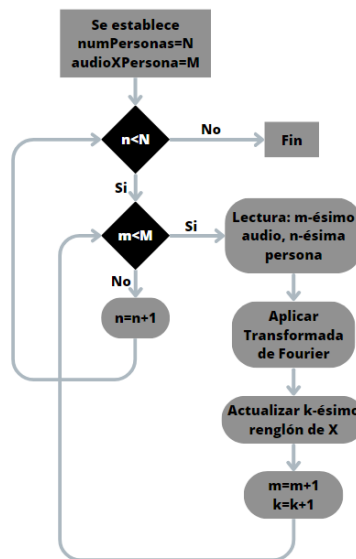 Se establece
numPersonas=N
audioXPersona=M
n<N
No
Fin
Si
m<M
Si
Lectura: m-ésimo
audio, n-ésima
persona
No
n=n+1
Aplicar
Transformada
de Fourier
Actualizar k-ésimo
renglón de X
m=m+1
k=k+1